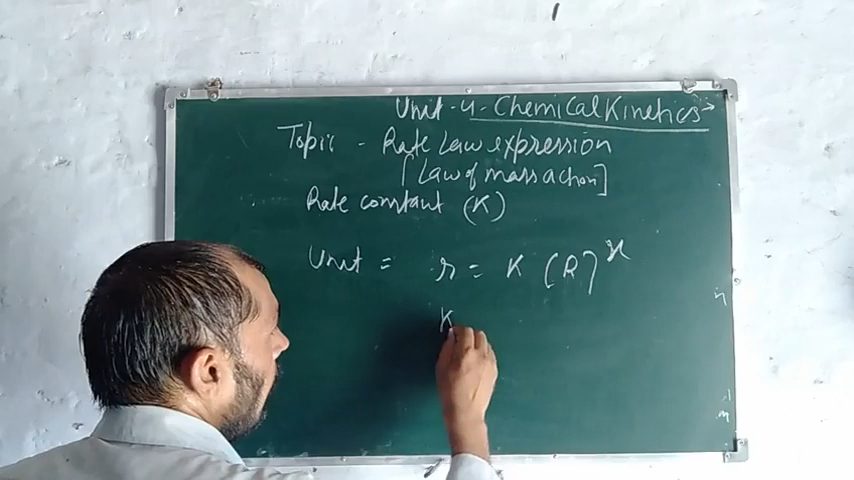 Unit-4-Chemical Kinetics→
Topic - Rate Law expression
[Law of mass action]
Rate constant (K)
Unit = r = K (R]^x
K